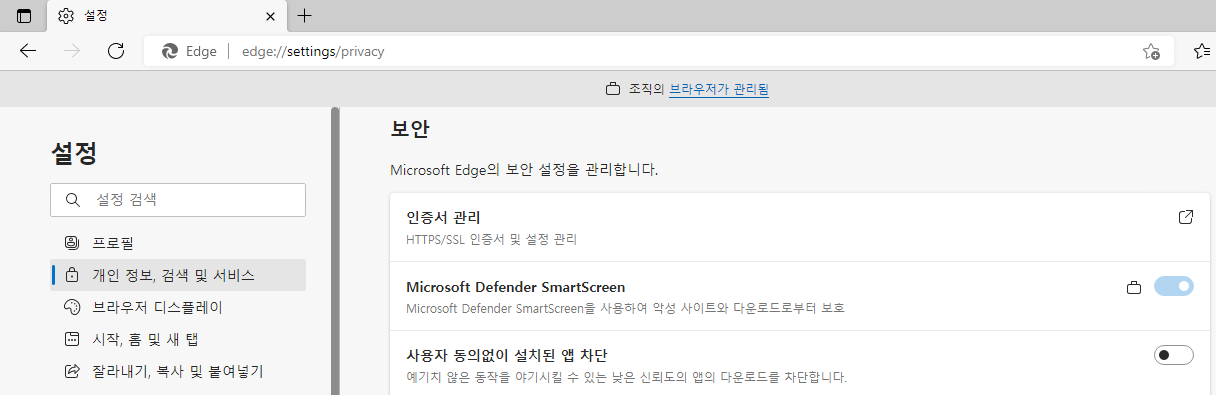 설정
Edge
edge://settings/privacy
조직의 브라우저가 관리됨
설정
설정 검색
프로필
개인 정보, 검색 및 서비스
브라우저 디스플레이
시작, 홈 및 새 탭
잘라내기, 복사 및 붙여넣기
보안
Microsoft Edge의 보안 설정을 관리합니다.
인증서 관리
HTTPS/SSL 인증서 및 설정 관리
Microsoft Defender SmartScreen
Microsoft Defender SmartScreen을 사용하여 악성 사이트와 다운로드로부터 보호
사용자 동의없이 설치된 앱 차단
예기치 않은 동작을 야기시킬 수 있는 낮은 신뢰도의 앱의 다운로드를 차단합니다.